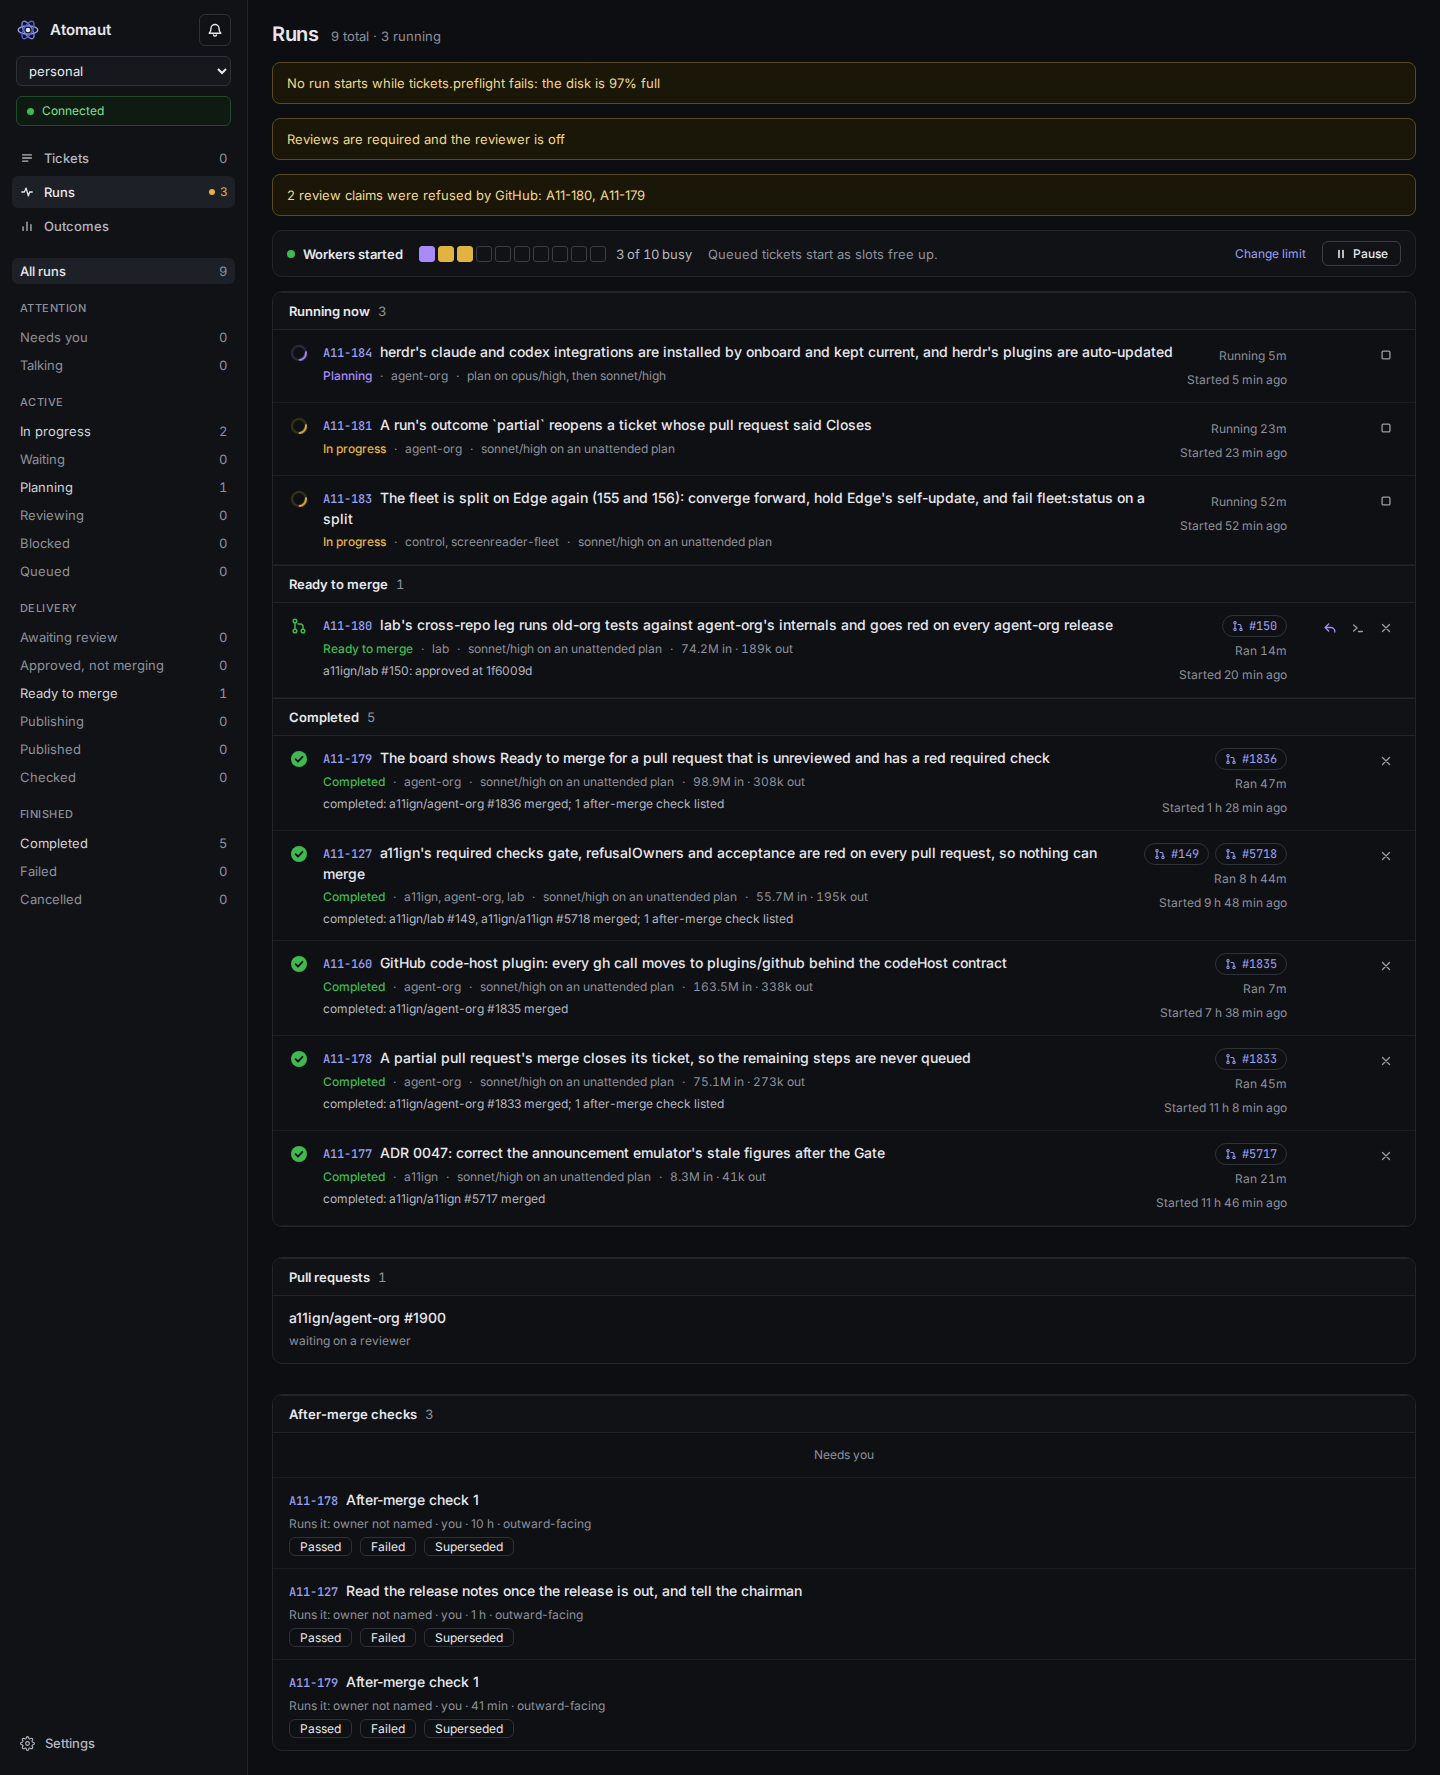 Atomaut
personal
Connected
Tickets 0
Runs 3
Outcomes
All runs 9
ATTENTION
Needs you 0
Talking 0
ACTIVE
In progress 2
Waiting 0
Planning 1
Reviewing 0
Blocked 0
Queued 0
DELIVERY
Awaiting review 0
Approved, not merging 0
Ready to merge 1
Publishing 0
Published 0
Checked 0
FINISHED
Completed 5
Failed 0
Cancelled 0
Settings
Runs 9 total · 3 running
No run starts while tickets.preflight fails: the disk is 97% full
Reviews are required and the reviewer is off
2 review claims were refused by GitHub: A11-180, A11-179
Workers started 3 of 10 busy Queued tickets start as slots free up. Change limit Pause
Running now 3
A11-184 herdr's claude and codex integrations are installed by onboard and kept current, and herdr's plugins are auto-updated Running 5m
Planning · agent-org · plan on opus/high, then sonnet/high Started 5 min ago
A11-181 A run's outcome `partial` reopens a ticket whose pull request said Closes Running 23m
In progress · agent-org · sonnet/high on an unattended plan Started 23 min ago
A11-183 The fleet is split on Edge again (155 and 156): converge forward, hold Edge's self-update, and fail fleet:status on a Running 52m
split Started 52 min ago
In progress · control, screenreader-fleet · sonnet/high on an unattended plan
Ready to merge 1
A11-180 lab's cross-repo leg runs old-org tests against agent-org's internals and goes red on every agent-org release #150
Ready to merge · lab · sonnet/high on an unattended plan · 74.2M in · 189k out Ran 14m
a11ign/lab #150: approved at 1f6009d Started 20 min ago
Completed 5
A11-179 The board shows Ready to merge for a pull request that is unreviewed and has a red required check #1836
Completed · agent-org · sonnet/high on an unattended plan · 98.9M in · 308k out Ran 47m
completed: a11ign/agent-org #1836 merged; 1 after-merge check listed Started 1 h 28 min ago
A11-127 a11ign's required checks gate, refusalOwners and acceptance are red on every pull request, so nothing can #149 #5718
merge Ran 8 h 44m
Completed · a11ign, agent-org, lab · sonnet/high on an unattended plan · 55.7M in · 195k out Started 9 h 48 min ago
completed: a11ign/lab #149, a11ign/a11ign #5718 merged; 1 after-merge check listed
A11-160 GitHub code-host plugin: every gh call moves to plugins/github behind the codeHost contract #1835
Completed · agent-org · sonnet/high on an unattended plan · 163.5M in · 338k out Ran 7m
completed: a11ign/agent-org #1835 merged Started 7 h 38 min ago
A11-178 A partial pull request's merge closes its ticket, so the remaining steps are never queued #1833
Completed · agent-org · sonnet/high on an unattended plan · 75.1M in · 273k out Ran 45m
completed: a11ign/agent-org #1833 merged; 1 after-merge check listed Started 11 h 8 min ago
A11-177 ADR 0047: correct the announcement emulator's stale figures after the Gate #5717
Completed · a11ign · sonnet/high on an unattended plan · 8.3M in · 41k out Ran 21m
completed: a11ign/a11ign #5717 merged Started 11 h 46 min ago
Pull requests 1
a11ign/agent-org #1900
waiting on a reviewer
After-merge checks 3
Needs you
A11-178 After-merge check 1
Runs it: owner not named · you · 10 h · outward-facing
Passed Failed Superseded
A11-127 Read the release notes once the release is out, and tell the chairman
Runs it: owner not named · you · 1 h · outward-facing
Passed Failed Superseded
A11-179 After-merge check 1
Runs it: owner not named · you · 41 min · outward-facing
Passed Failed Superseded